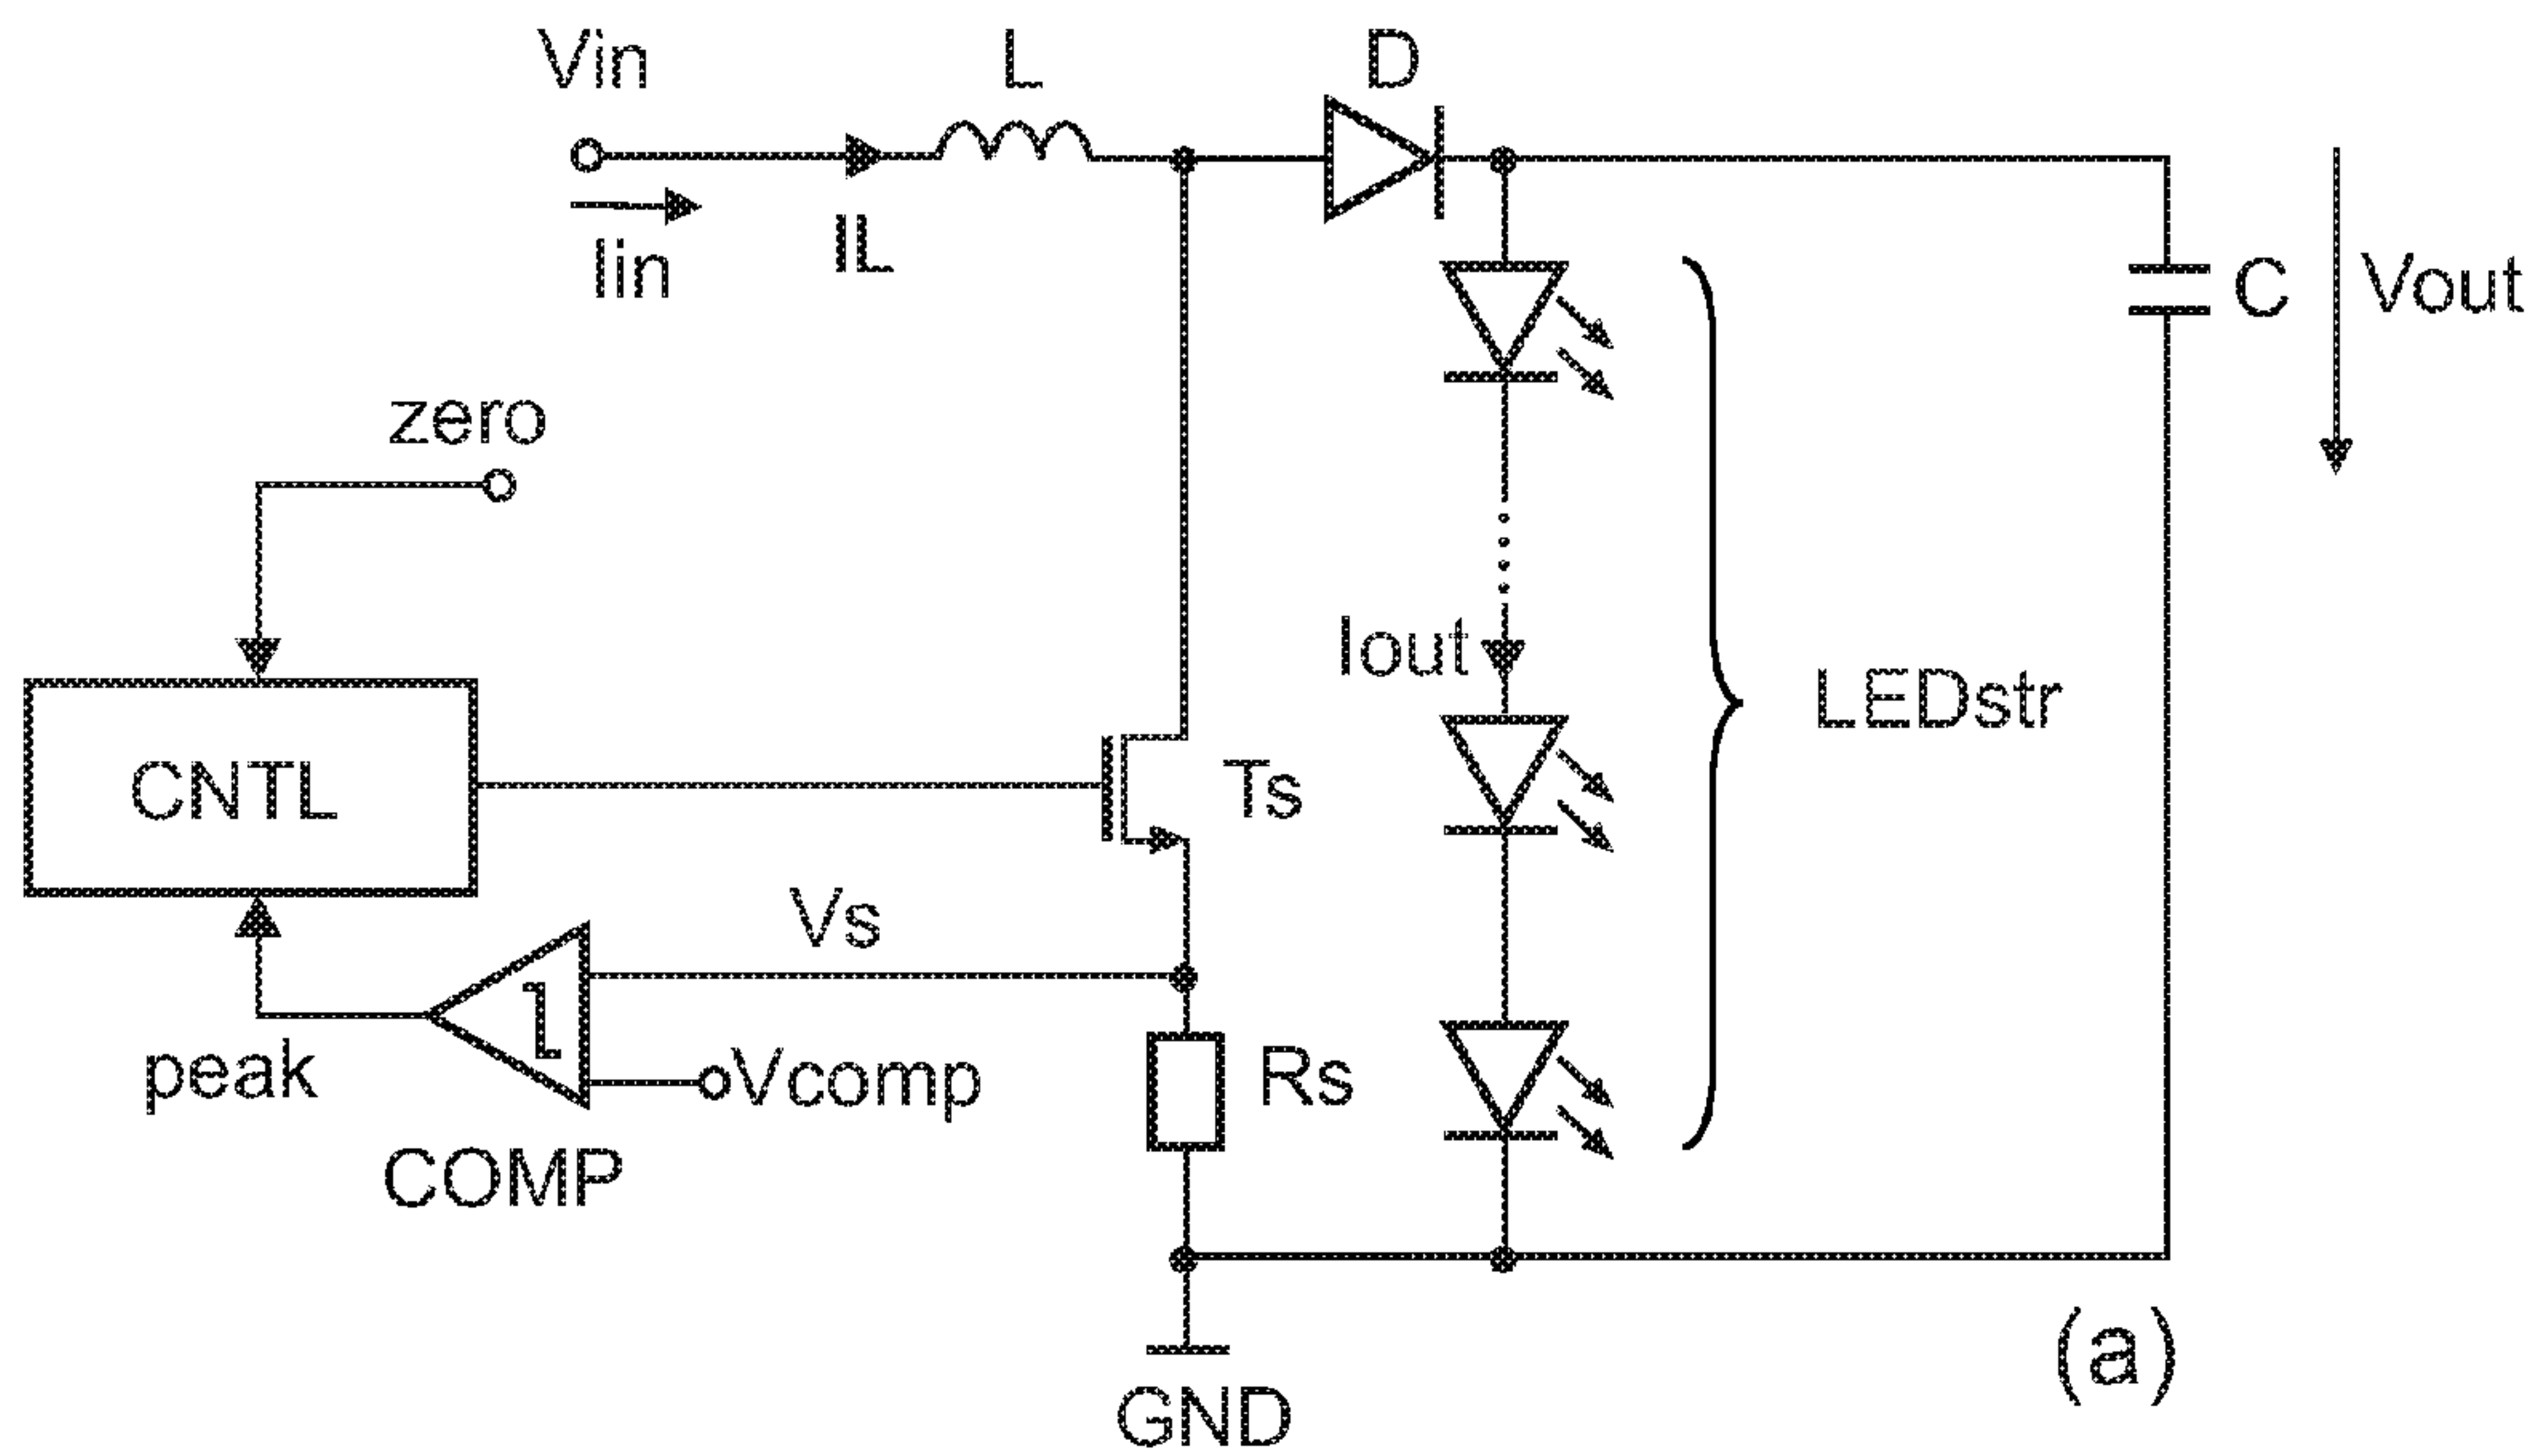 Vin
L
D
Iin
IL
C
Vout
zero
Iout
LEDstr
CNTL
Ts
Vs
peak
Vcomp
Rs
COMP
(a)
GND